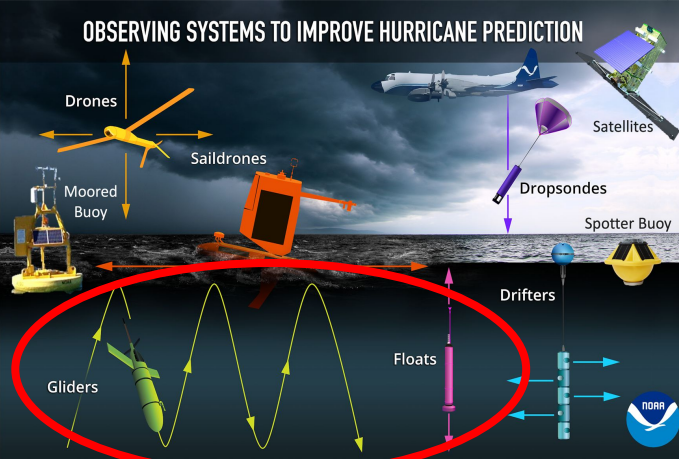 OBSERVING SYSTEMS TO IMPROVE HURRICANE PREDICTION
Drones
Satellites
Saildrones
Moored
Buoy
Dropsondes
Spotter Buoy
Drifters
Floats
Gliders
NOAA